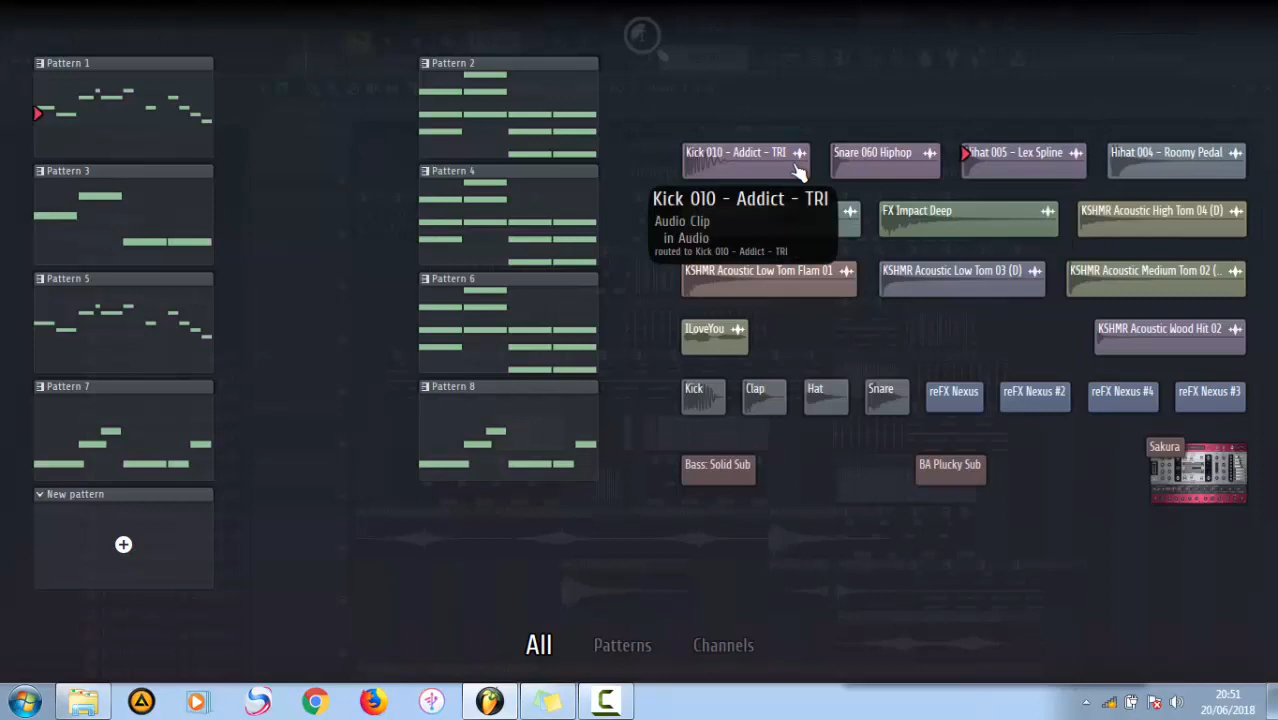 Pattern 1
Pattern 2
Pattern 3
Pattern 4
Pattern 5
Pattern 6
Pattern 7
Pattern 8
New pattern
Kick 010 - Addict - TRI
Snare 060 Hiphop
Hihat 005 - Lex Spline
Hihat 004 - Roomy Pedal
Kick 010 - Addict - TRI
Audio Clip
in Audio
routed to Kick 010 - Addict - TRI
FX Impact Deep
KSHMR Acoustic High Tom 04 (D)
KSHMR Acoustic Low Tom Flam 01
KSHMR Acoustic Low Tom 03 (D)
KSHMR Acoustic Medium Tom 02 (..
ILoveYou
KSHMR Acoustic Wood Hit 02
Kick
Clap
Hat
Snare
reFX Nexus
reFX Nexus #2
reFX Nexus #4
reFX Nexus #3
Bass: Solid Sub
BA Plucky Sub
Sakura
All
Patterns
Channels
20:51
20/06/2018